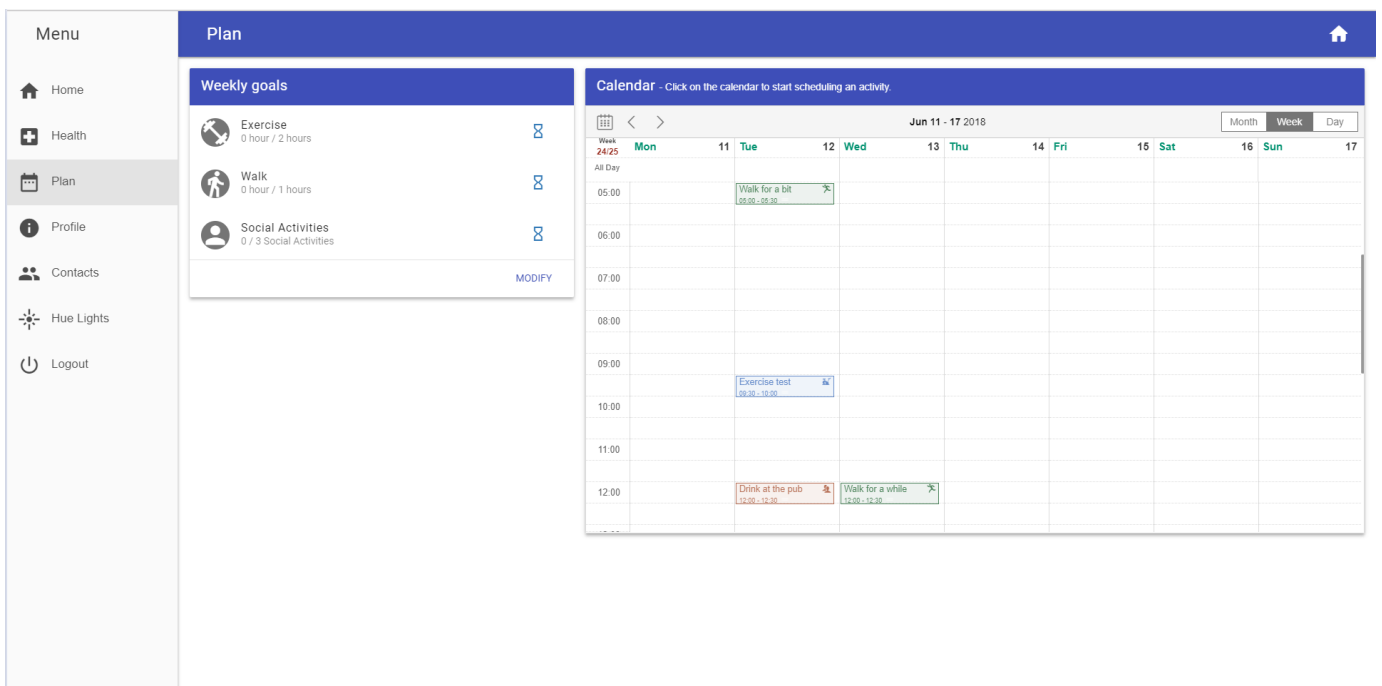 Menu
Plan
Home
Health
Plan
Profile
Contacts
Hue Lights
Logout
Weekly goals
Exercise
0 hour / 2 hours
Walk
0 hour / 1 hours
Social Activities
0 / 3 Social Activities
MODIFY
Calendar - Click on the calendar to start scheduling an activity.
Jun 11 - 17 2018
Month Week Day
Week
24/25
Mon 11 Tue 12 Wed 13 Thu 14 Fri 15 Sat 16 Sun 17
All Day
05:00
Walk for a bit
05:00 - 05:30
06:00
07:00
08:00
09:00
Exercise test
09:30 - 10:00
10:00
11:00
12:00
Drink at the pub
12:00 - 12:30
Walk for a while
12:00 - 12:30